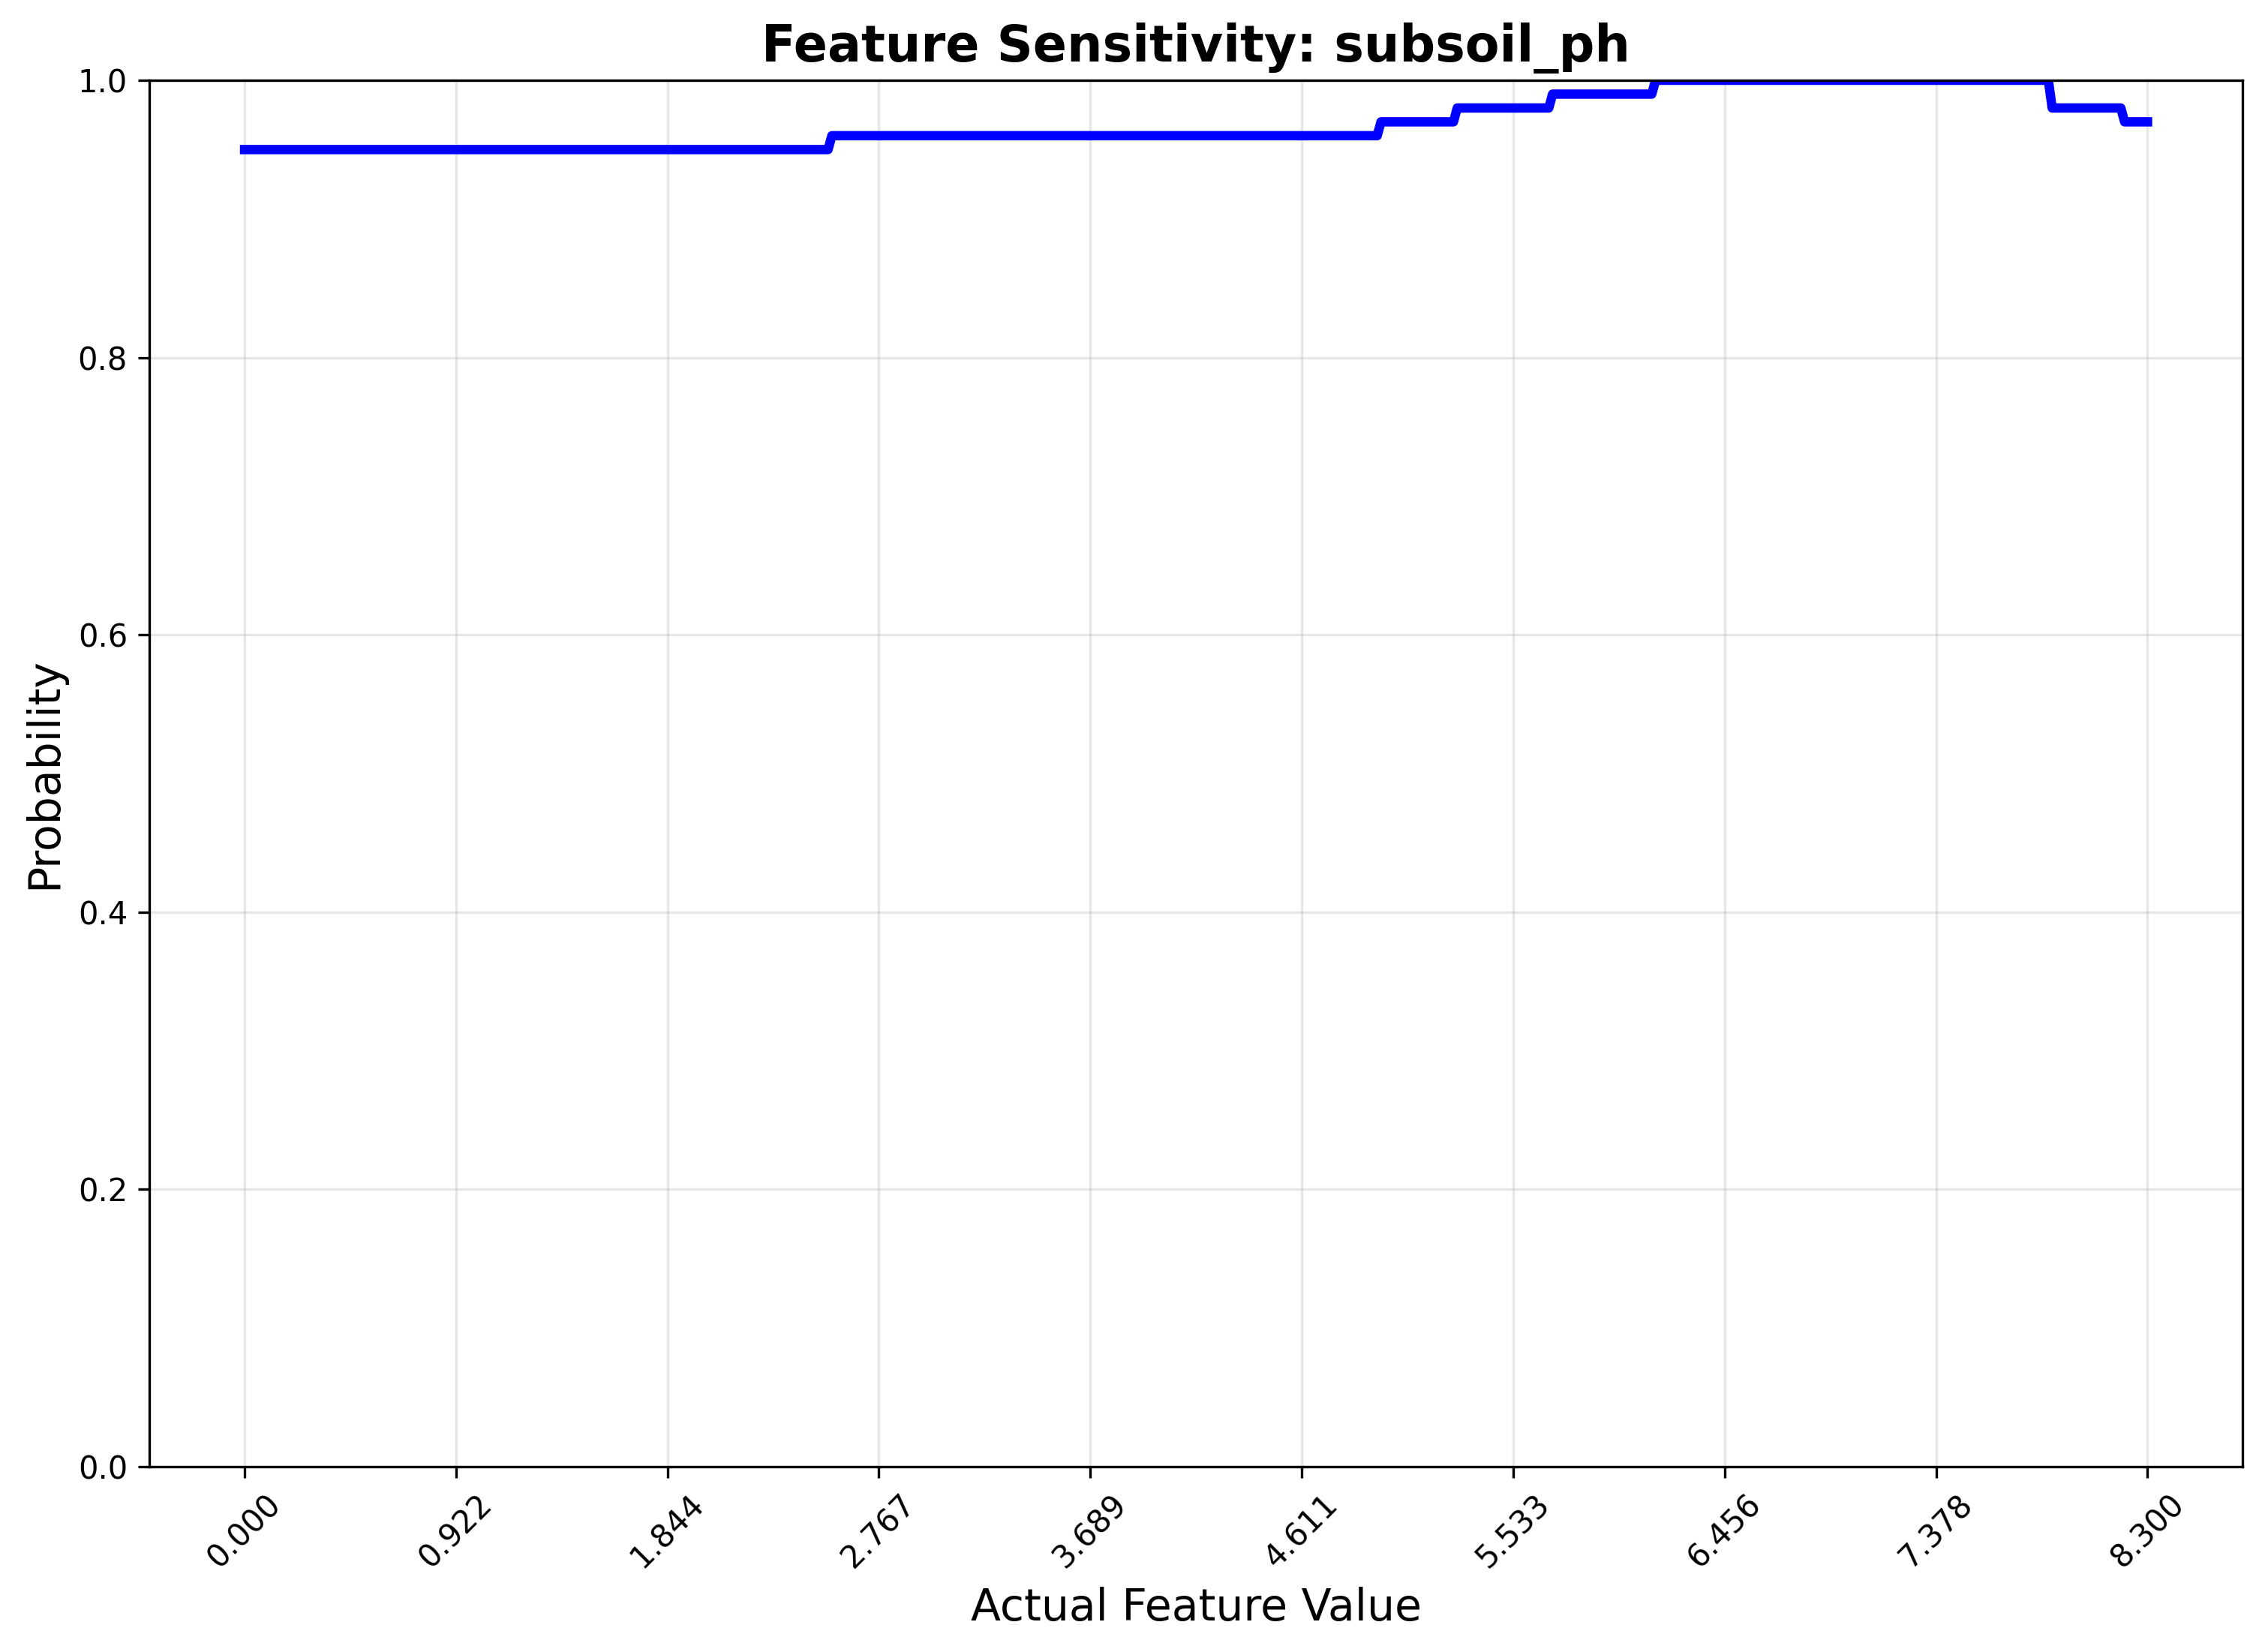 Feature Sensitivity: subsoil_ph
1.0
0.8
0.6
0.4
0.2
0.0
Probability
0.000 0.922 1.844 2.767 3.689 4.611 5.533 6.456 7.378 8.300
Actual Feature Value